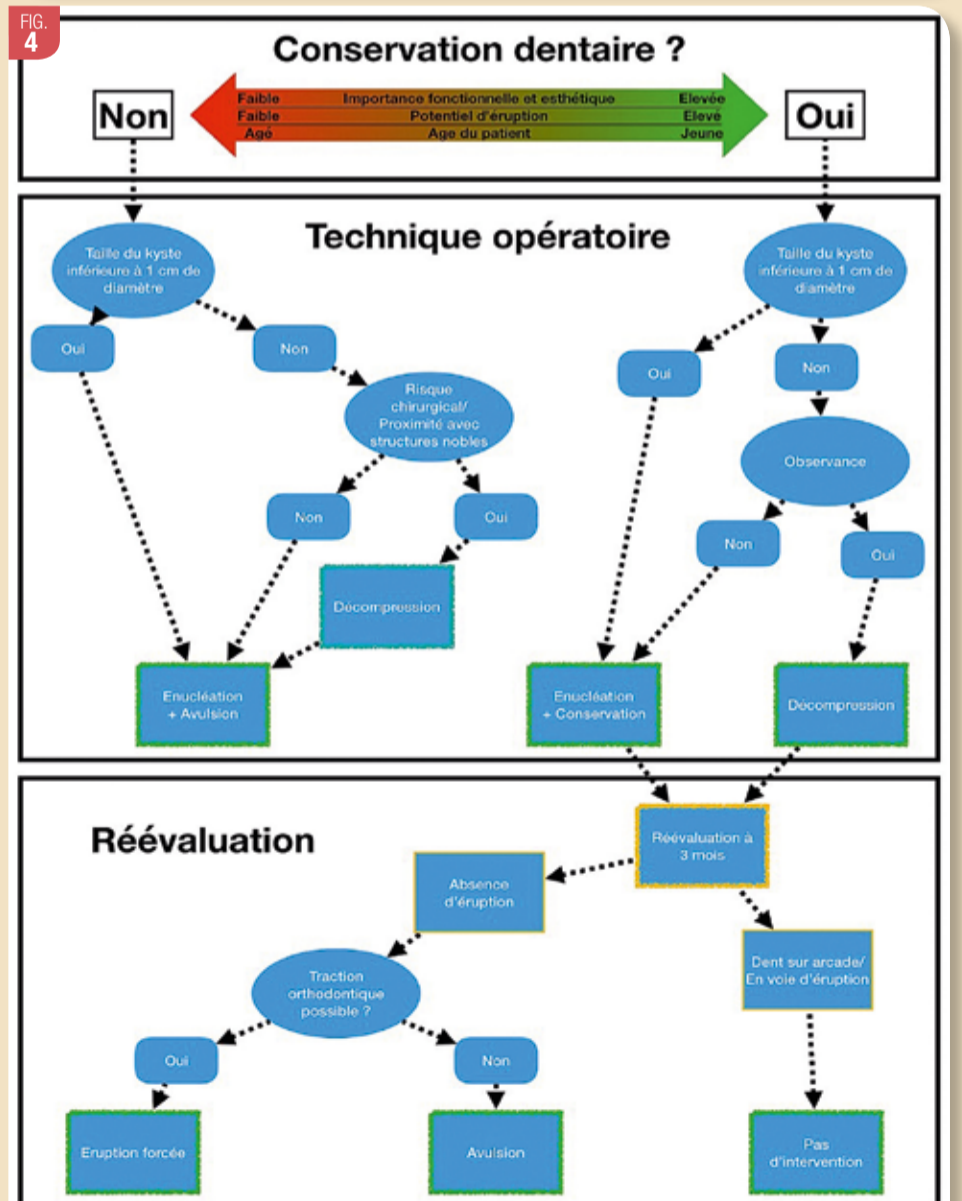 FIG.
4
Conservation dentaire ?
Non
Faible Importance fonctionnelle et esthétique Elevée
Faible Potentiel d'éruption Elevé
Agé Age du patient Jeune
Oui
Technique opératoire
Taille du kyste
inférieure à 1 cm de
diamètre
Taille du kyste
inférieure à 1 cm de
diamètre
Oui
Non
Oui
Non
Risque
chirurgical/
Proximité avec
structures nobles
Observance
Non
Oui
Non
Oui
Décompression
Enucléation
+ Avulsion
Enucléation
+ Conservation
Décompression
Réévaluation
Réévaluation à
3 mois
Absence
d'éruption
Dent sur arcade/
En voie d'éruption
Traction
orthodontique
possible ?
Oui
Non
Eruption forcée
Avulsion
Pas
d'intervention